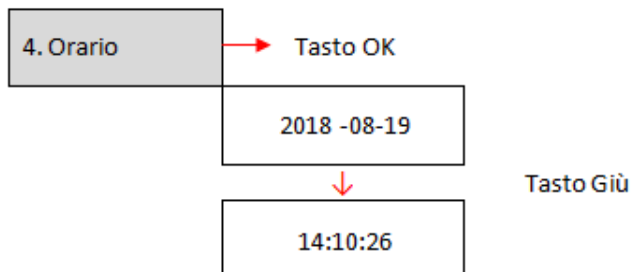 4. Orario
Tasto OK
2018 -08-19
Tasto Giù
14:10:26